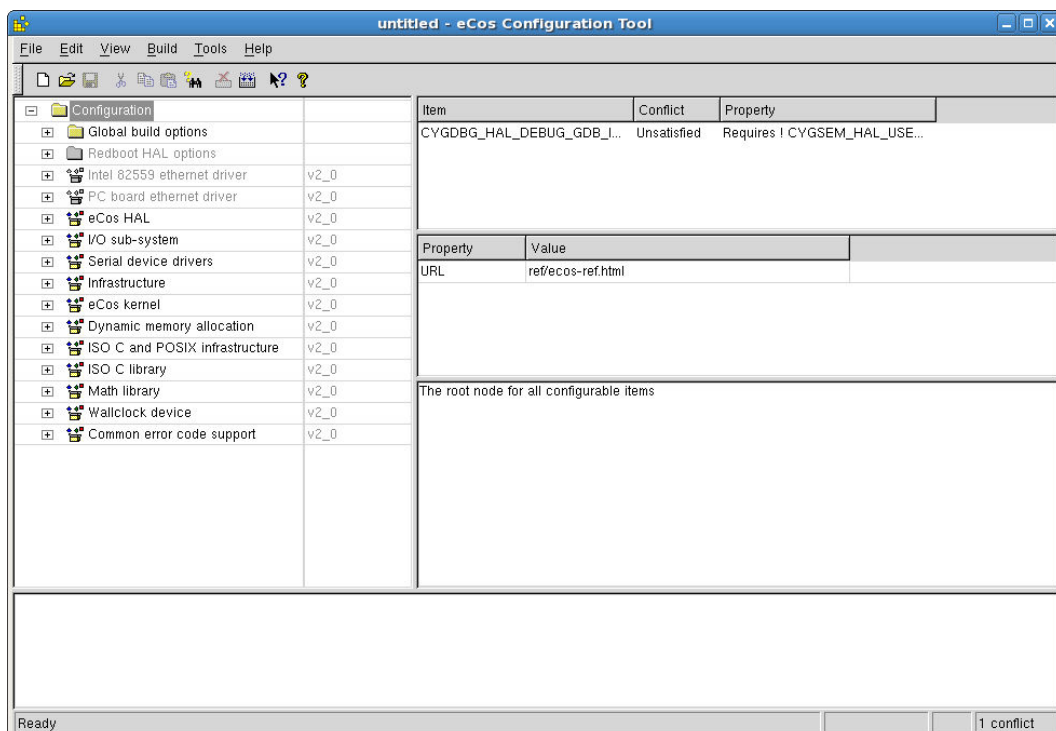 untitled - eCos Configuration Tool
File Edit View Build Tools Help
Configuration
Global build options
Redboot HAL options
Intel 82559 ethernet driver v2_0
PC board ethernet driver v2_0
eCos HAL v2_0
I/O sub-system v2_0
Serial device drivers v2_0
Infrastructure v2_0
eCos kernel v2_0
Dynamic memory allocation v2_0
ISO C and POSIX infrastructure v2_0
ISO C library v2_0
Math library v2_0
Wallclock device v2_0
Common error code support v2_0
Item Conflict Property
CYGDBG_HAL_DEBUG_GDB_I... Unsatisfied Requires ! CYGSEM_HAL_USE...
Property Value
URL ref/ecos-ref.html
The root node for all configurable items
Ready 1 conflict